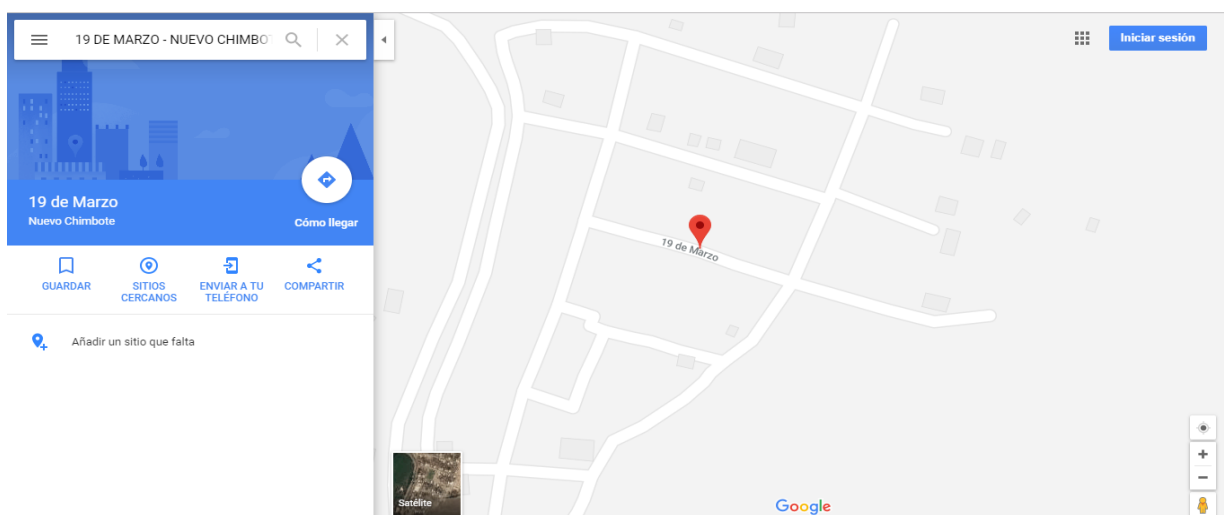 19 DE MARZO - NUEVO CHIMBO
Iniciar sesión
19 de Marzo
Nuevo Chimbote
Cómo llegar
GUARDAR
SITIOS
CERCANOS
ENVIAR A TU
TELÉFONO
COMPARTIR
Añadir un sitio que falta
19 de Marzo
Satélite
Google